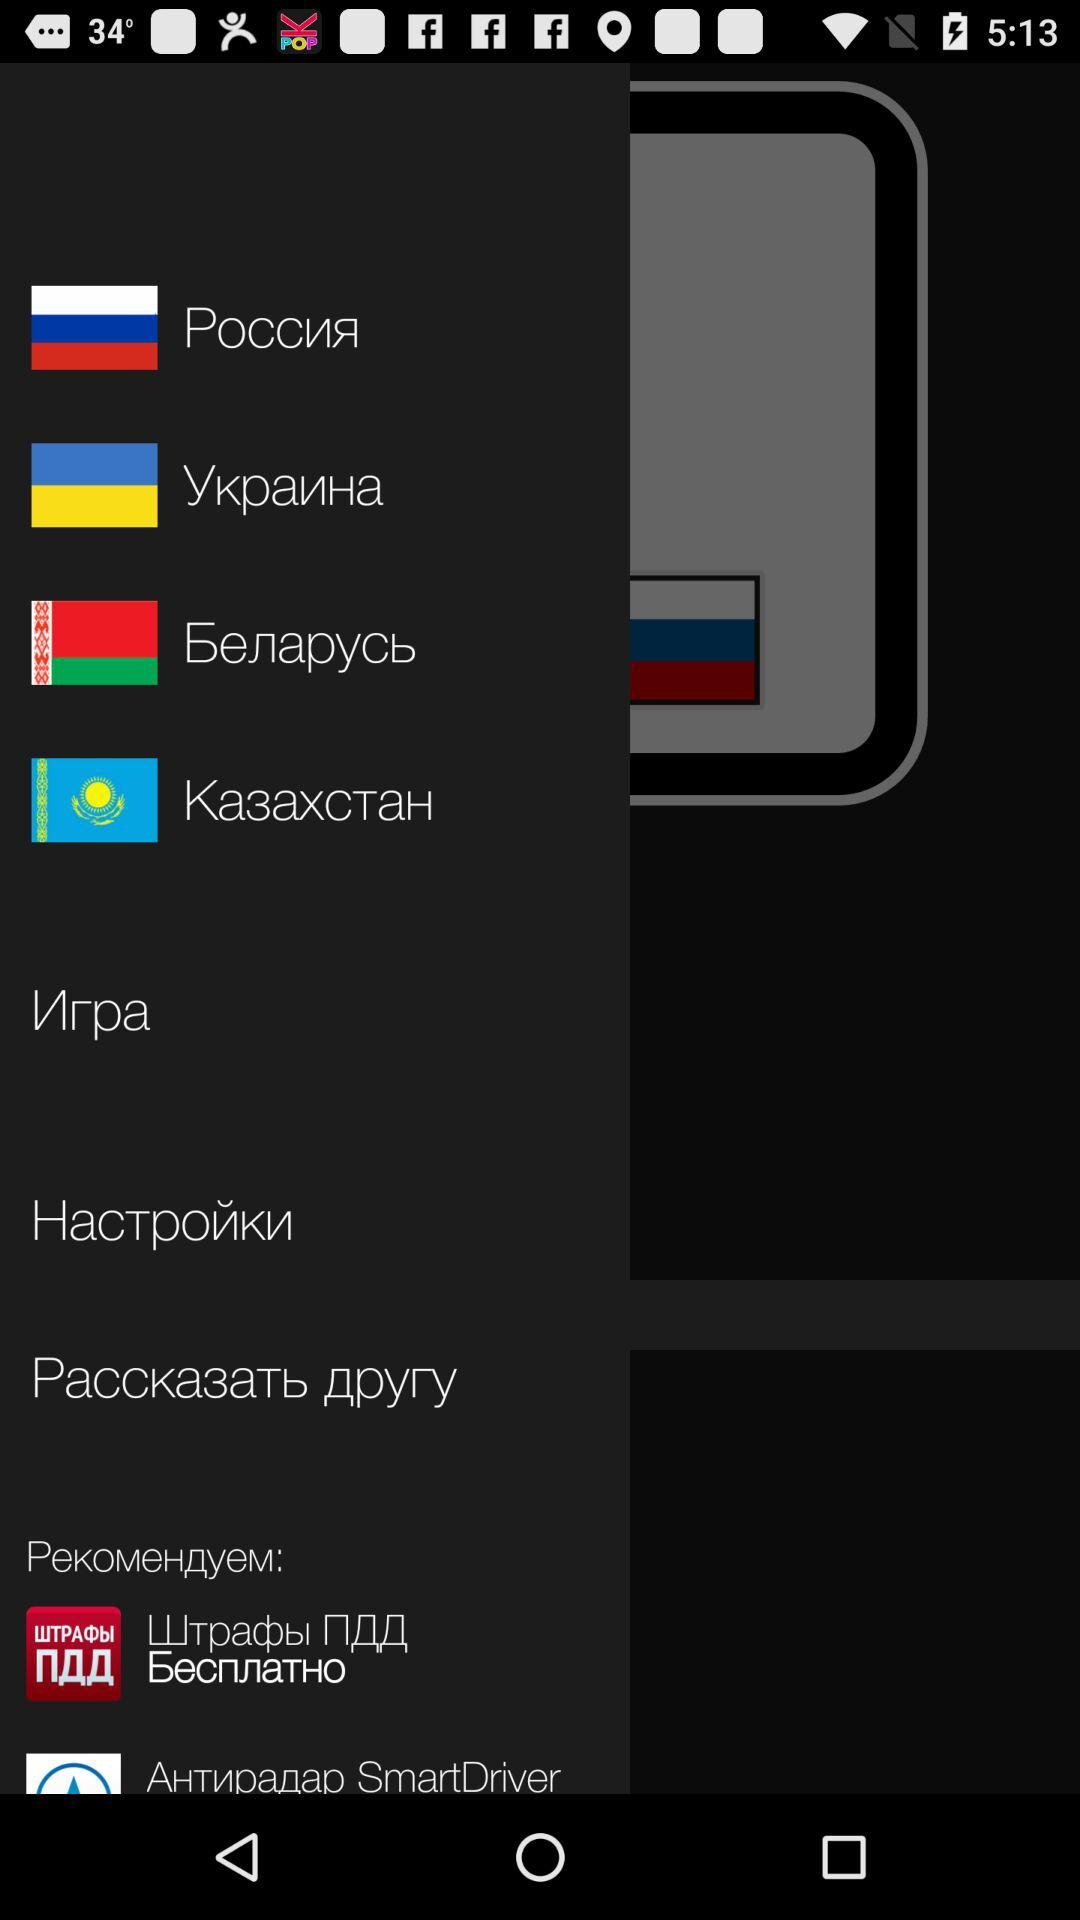 34° K POP 5:13
Россия
Украина
Беларусь
Казахстан
Игра
Настройки
Рассказать другу
Рекомендуем:
ШТРАФЫ
ПДД
Штрафы ПДД
Бесплатно
Антирадар SmartDriver